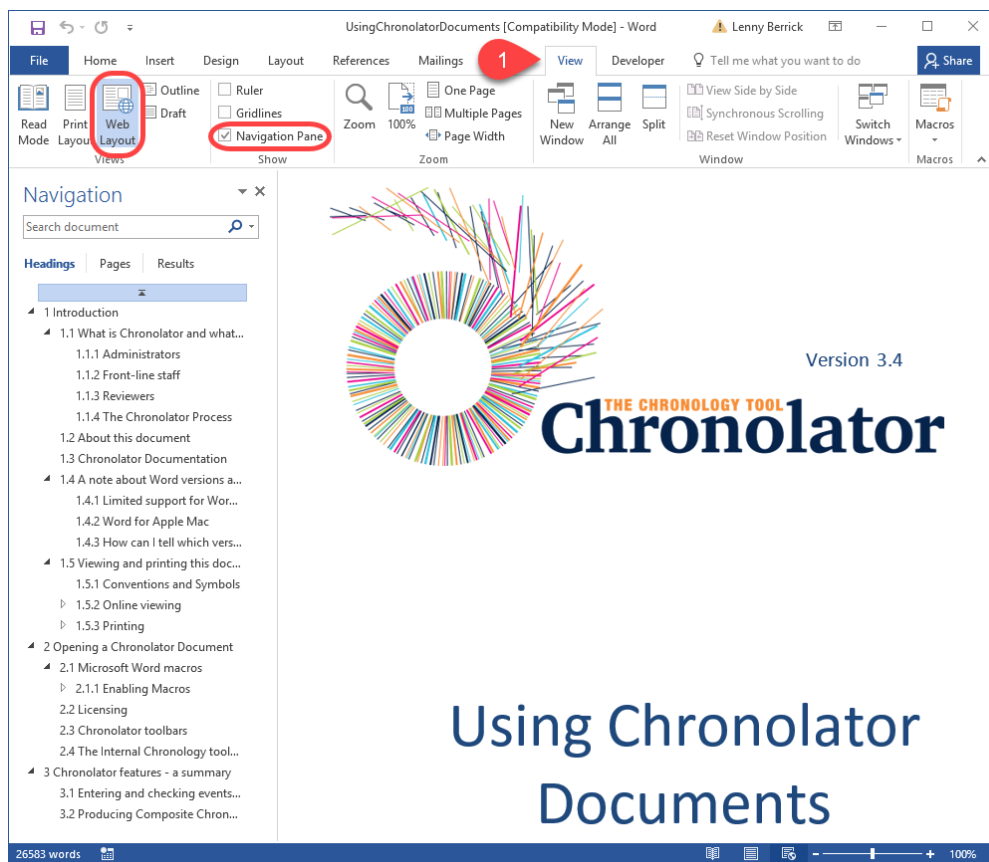 UsingChronolatorDocuments [Compatibility Mode] - Word
Lenny Berrick
File Home Insert Design Layout References Mailings 1 View Developer Tell me what you want to do Share
Read Mode
Print Layout
Web Layout
Outline
Draft
Views
Ruler
Gridlines
Navigation Pane
Show
Zoom
100
100%
One Page
Multiple Pages
Page Width
Zoom
New Window
Arrange All
Split
View Side by Side
Synchronous Scrolling
Reset Window Position
Switch Windows
Window
Macros
Macros
Navigation
Search document
Headings Pages Results
1 Introduction
1.1 What is Chronolator and what...
1.1.1 Administrators
1.1.2 Front-line staff
1.1.3 Reviewers
1.1.4 The Chronolator Process
1.2 About this document
1.3 Chronolator Documentation
1.4 A note about Word versions a...
1.4.1 Limited support for Wor...
1.4.2 Word for Apple Mac
1.4.3 How can I tell which vers...
1.5 Viewing and printing this doc...
1.5.1 Conventions and Symbols
1.5.2 Online viewing
1.5.3 Printing
2 Opening a Chronolator Document
2.1 Microsoft Word macros
2.1.1 Enabling Macros
2.2 Licensing
2.3 Chronolator toolbars
2.4 The Internal Chronology tool...
3 Chronolator features - a summary
3.1 Entering and checking events...
3.2 Producing Composite Chron...
Version 3.4
THE CHRONOLOGY TOOL
Chronolator
Using Chronolator
Documents
26583 words
100%